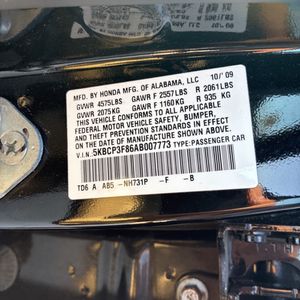 MFD. BY HONDA MFG. OF ALABAMA, LLC 10/'09
GVWR 4575LBS GAWR F 2557LBS R 2061LBS
GVWR 2075KG GAWR F 1160KG R 935 KG
THIS VEHICLE CONFORMS TO ALL APPLICABLE
FEDERAL MOTOR VEHICLE SAFETY, BUMPER,
AND THEFT PREVENTION STANDARDS IN EFFECT ON THE
DATE OF MANUFACTURE SHOWN ABOVE.
V.I.N. 5KBCP3F86AB007773 TYPE:PASSENGER CAR
TD6 A AB5 -NH731P -F -B